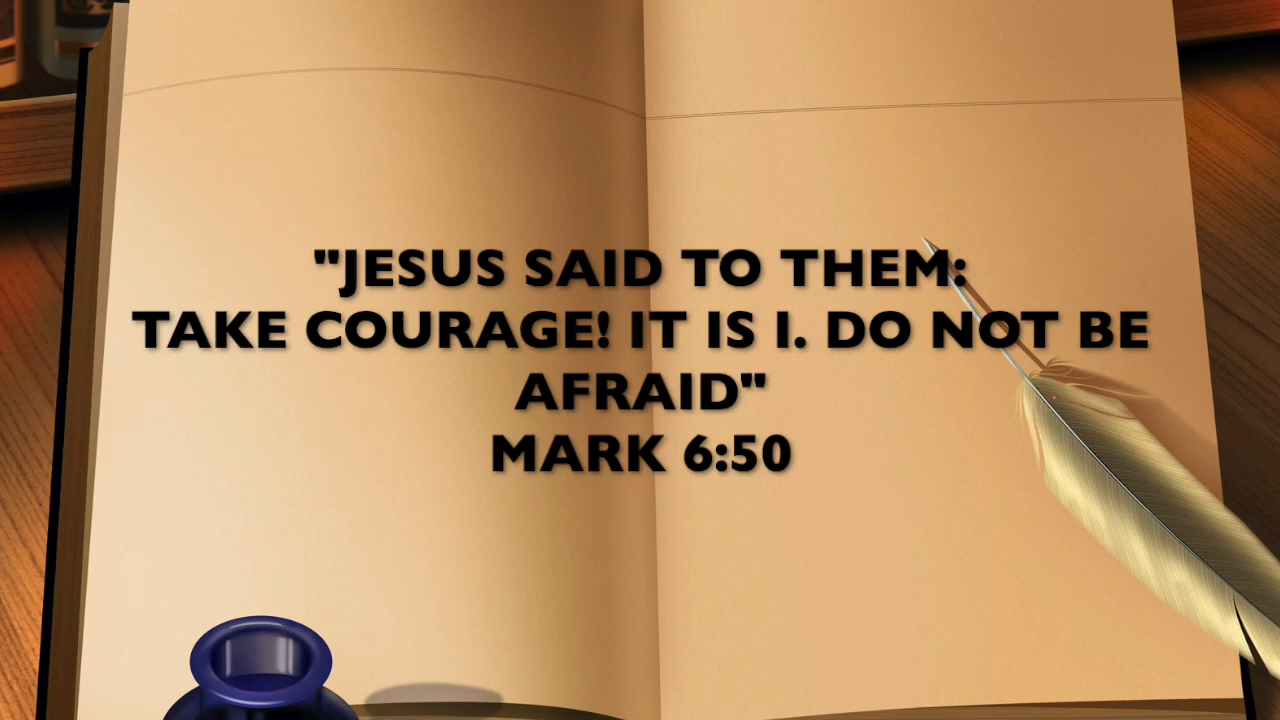 "JESUS SAID TO THEM:
TAKE COURAGE! IT IS I. DO NOT BE
AFRAID"
MARK 6:50